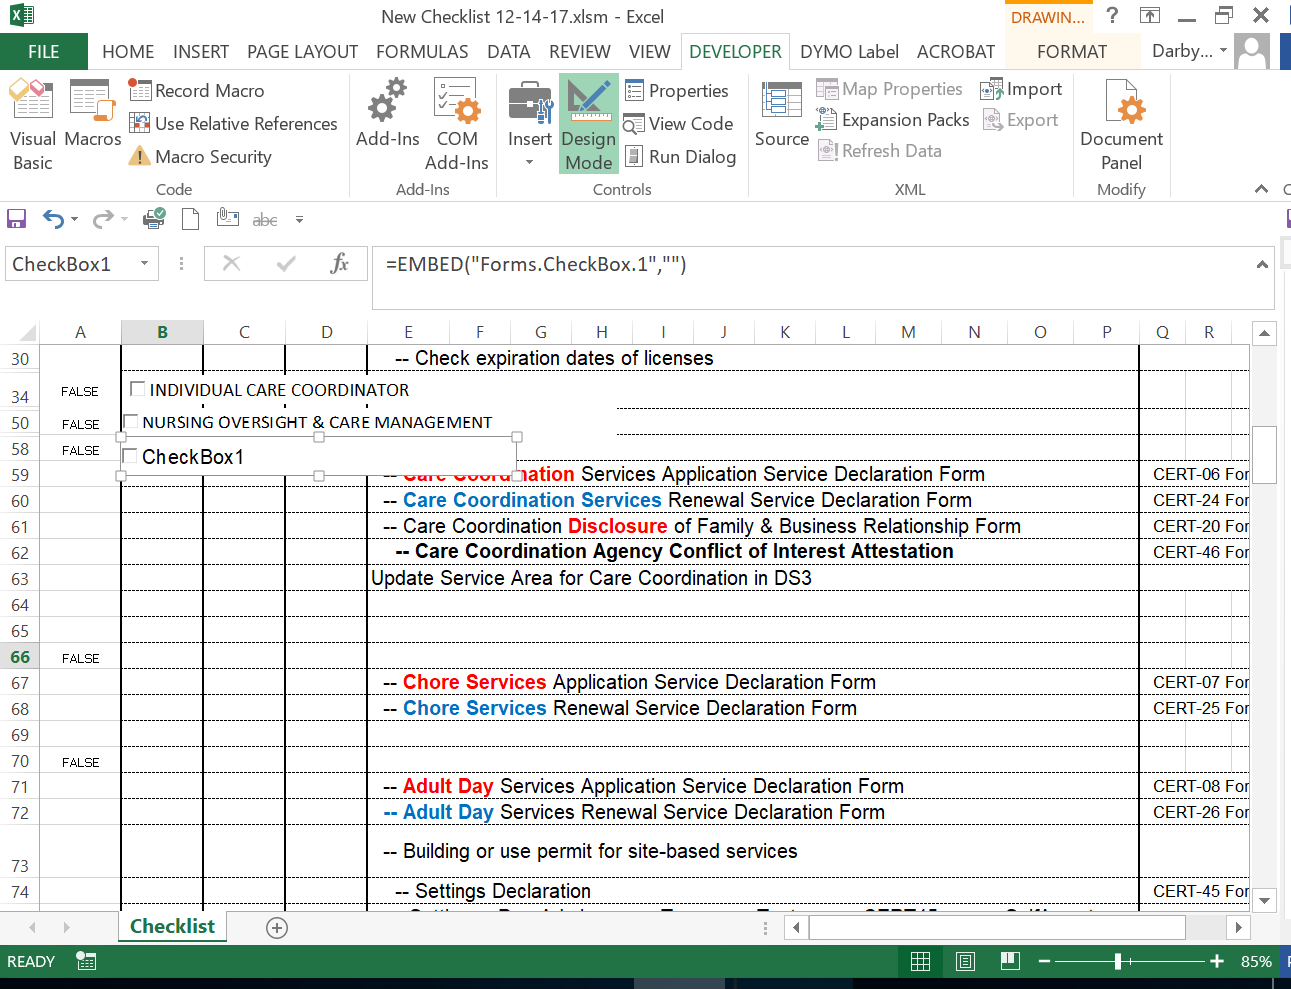 New Checklist 12-14-17.xlsm - Excel
DRAWIN...
?
FILE HOME INSERT PAGE LAYOUT FORMULAS DATA REVIEW VIEW DEVELOPER DYMO Label ACROBAT FORMAT Darby...
Visual Basic
Macros
Record Macro
Use Relative References
Macro Security
Code
Add-Ins
COM Add-Ins
Add-Ins
Insert
Design Mode
Properties
View Code
Run Dialog
Controls
Source
Map Properties
Expansion Packs
Refresh Data
Import
Export
XML
Document Panel
Modify
abc
CheckBox1
fx
=EMBED("Forms.CheckBox.1","")
A B C D E F G H I J K L M N O P Q R
30 -- Check expiration dates of licenses
34 FALSE INDIVIDUAL CARE COORDINATOR
50 FALSE NURSING OVERSIGHT & CARE MANAGEMENT
58 FALSE CheckBox1
59 -- Care Coordination Services Application Service Declaration Form CERT-06 For
60 -- Care Coordination Services Renewal Service Declaration Form CERT-24 For
61 -- Care Coordination Disclosure of Family & Business Relationship Form CERT-20 For
62 -- Care Coordination Agency Conflict of Interest Attestation CERT-46 For
63 Update Service Area for Care Coordination in DS3
64
65
66 FALSE
67 -- Chore Services Application Service Declaration Form CERT-07 For
68 -- Chore Services Renewal Service Declaration Form CERT-25 For
69
70 FALSE
71 -- Adult Day Services Application Service Declaration Form CERT-08 For
72 -- Adult Day Services Renewal Service Declaration Form CERT-26 For
73 -- Building or use permit for site-based services
74 -- Settings Declaration CERT-45 For
Checklist
READY
85%